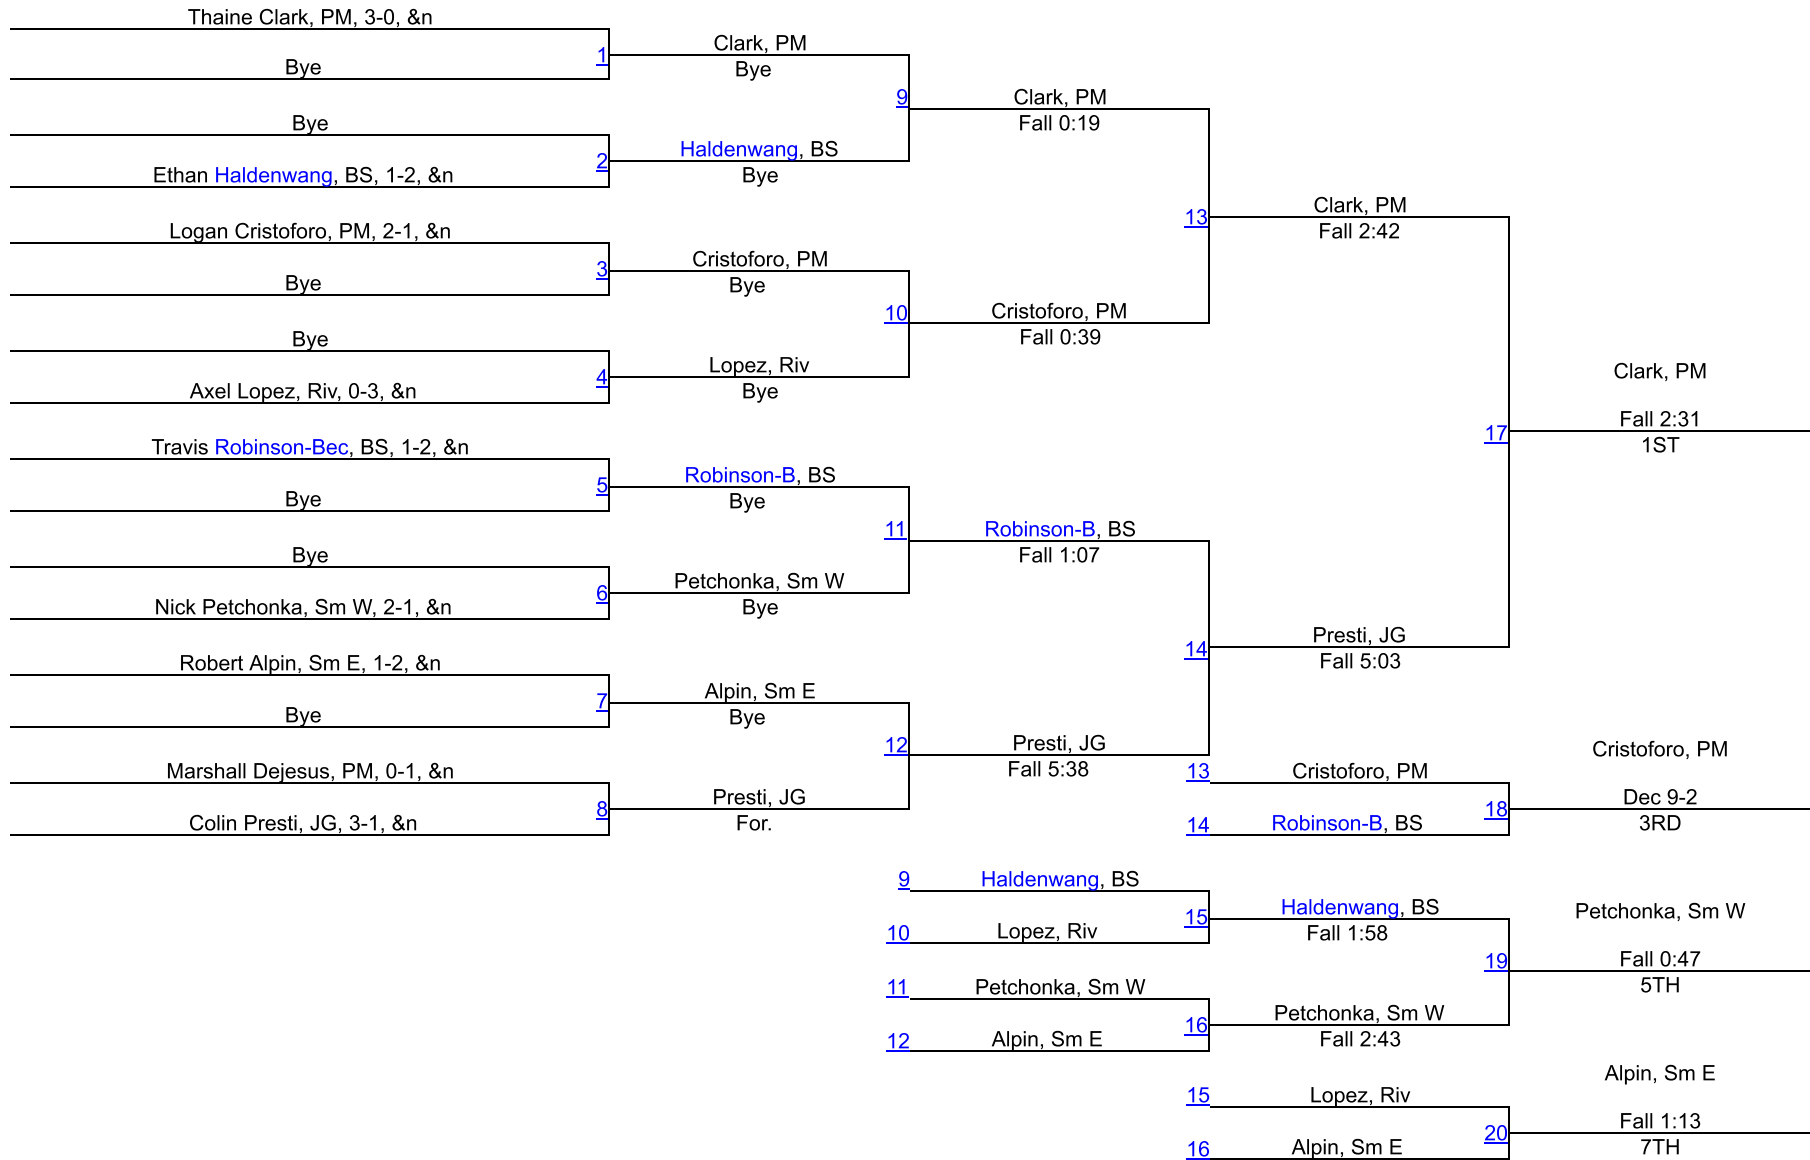 Thaine Clark, PM, 3-0, &n
Bye
1
Bye
Ethan Haldenwang, BS, 1-2, &n
2
Logan Cristoforo, PM, 2-1, &n
Bye
3
Bye
Axel Lopez, Riv, 0-3, &n
4
Travis Robinson-Bec, BS, 1-2, &n
Bye
5
Bye
Nick Petchonka, Sm W, 2-1, &n
6
Robert Alpin, Sm E, 1-2, &n
Bye
7
Marshall Dejesus, PM, 0-1, &n
Colin Presti, JG, 3-1, &n
8
Clark, PM
Bye
9
Haldenwang, BS
Bye
Cristoforo, PM
Bye
10
Lopez, Riv
Bye
Robinson-B, BS
Bye
11
Petchonka, Sm W
Bye
Alpin, Sm E
Bye
12
Presti, JG
For.
Clark, PM
Fall 0:19
13
Cristoforo, PM
Fall 0:39
Robinson-B, BS
Fall 1:07
14
Presti, JG
Fall 5:38
Clark, PM
Fall 2:42
17
Presti, JG
Fall 5:03
Clark, PM
Fall 2:31
1ST
13
Cristoforo, PM
14
Robinson-B, BS
18
Cristoforo, PM
Dec 9-2
3RD
9
Haldenwang, BS
10
Lopez, Riv
15
11
Petchonka, Sm W
12
Alpin, Sm E
16
Haldenwang, BS
Fall 1:58
19
Petchonka, Sm W
Fall 2:43
Petchonka, Sm W
Fall 0:47
5TH
15
Lopez, Riv
16
Alpin, Sm E
20
Alpin, Sm E
Fall 1:13
7TH